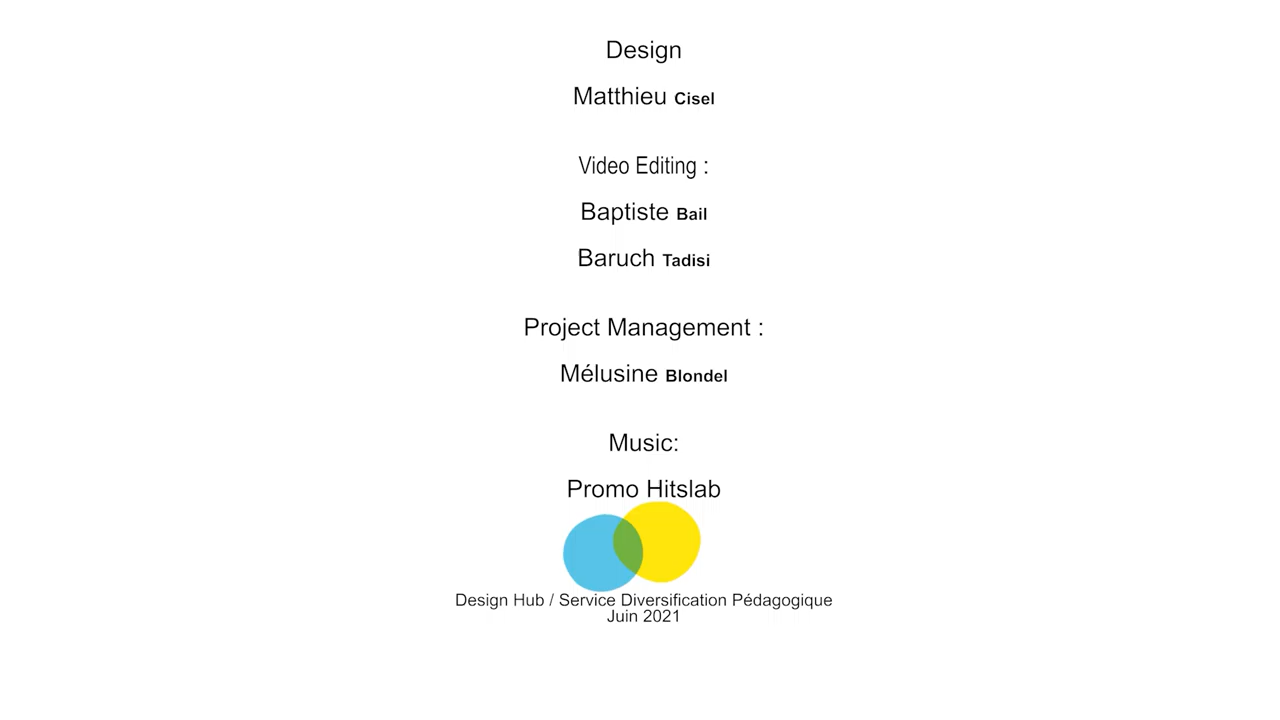 Design
Matthieu Cisel
Video Editing :
Baptiste Bail
Baruch Tadisi
Project Management :
Mélusine Blondel
Music:
Promo Hitslab
Design Hub / Service Diversification Pédagogique
Juin 2021